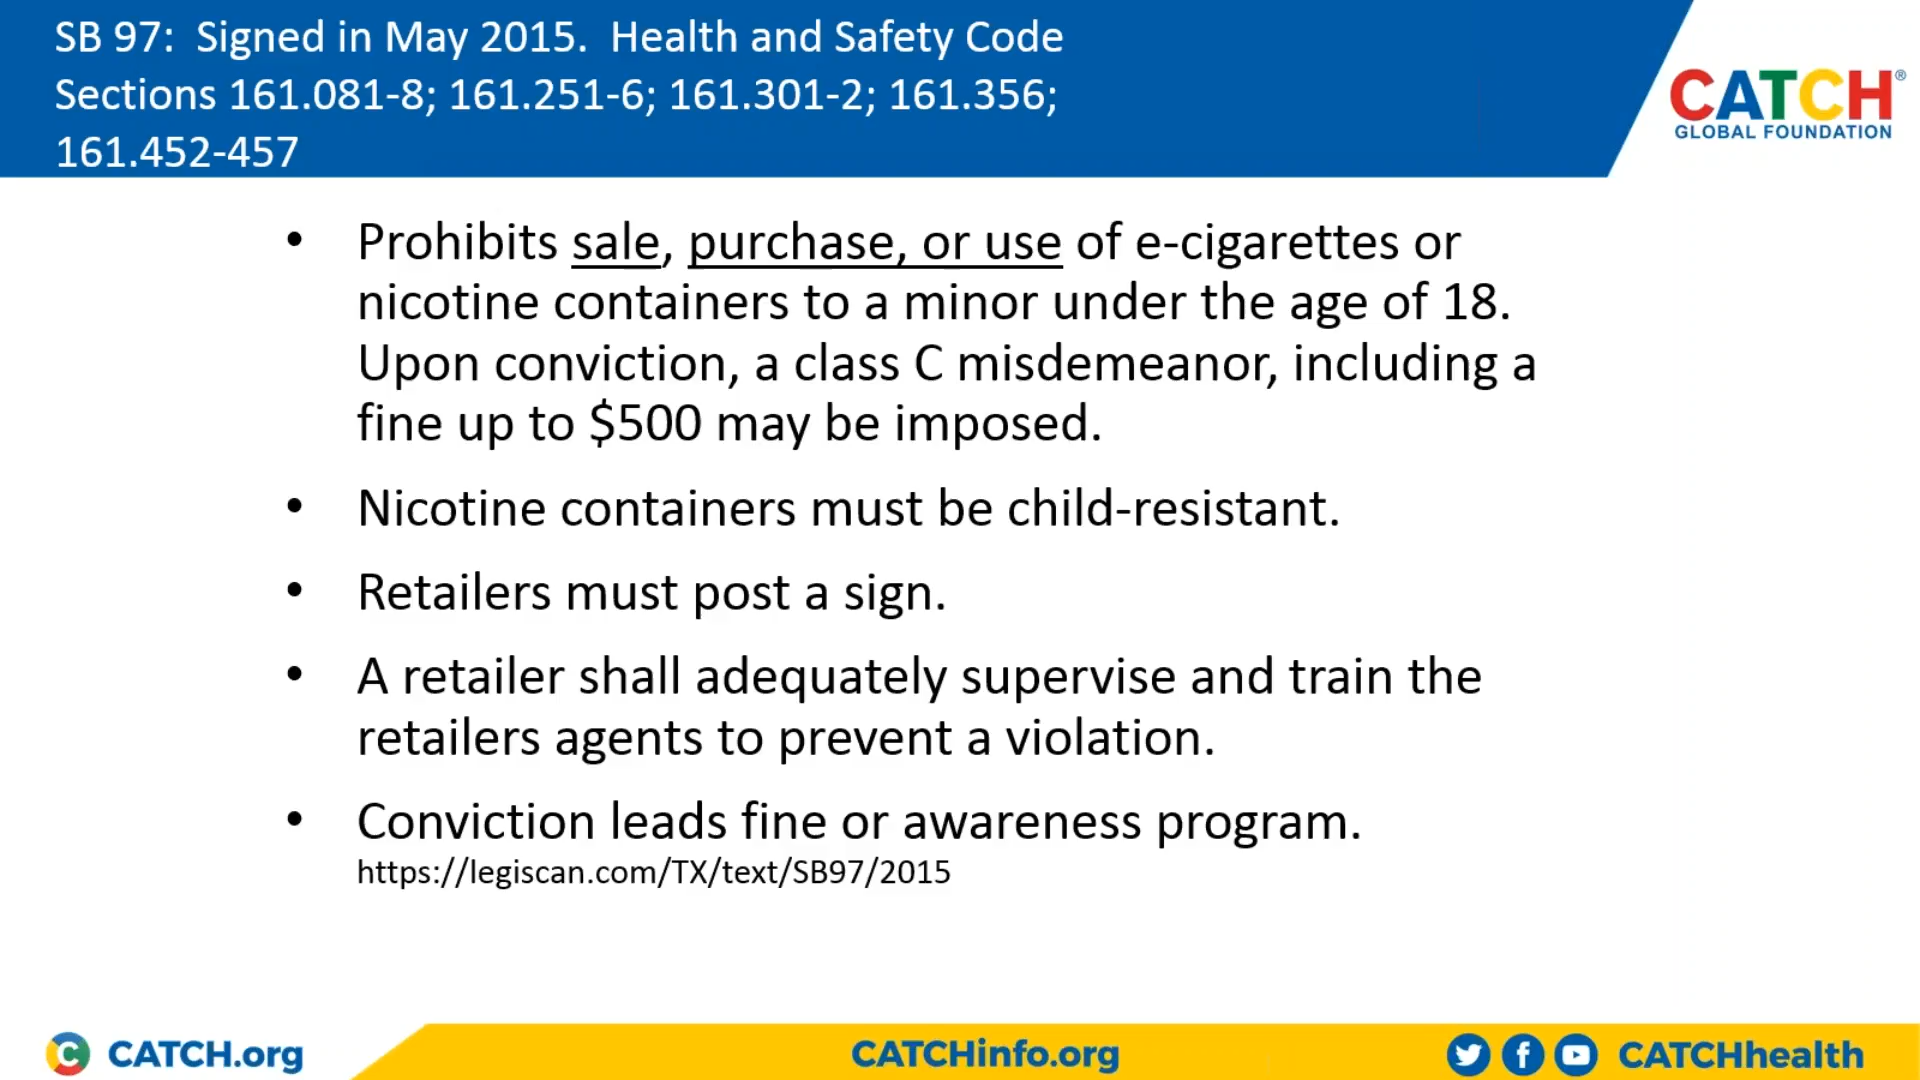 SB 97:  Signed in May 2015.  Health and Safety Code
Sections 161.081-8; 161.251-6; 161.301-2; 161.356;
161.452-457
CATCH®
GLOBAL FOUNDATION
• Prohibits sale, purchase, or use of e-cigarettes or
nicotine containers to a minor under the age of 18.
Upon conviction, a class C misdemeanor, including a
fine up to $500 may be imposed.
• Nicotine containers must be child-resistant.
• Retailers must post a sign.
• A retailer shall adequately supervise and train the
retailers agents to prevent a violation.
• Conviction leads fine or awareness program.
https://legiscan.com/TX/text/SB97/2015
C CATCH.org
CATCHinfo.org
CATCHhealth